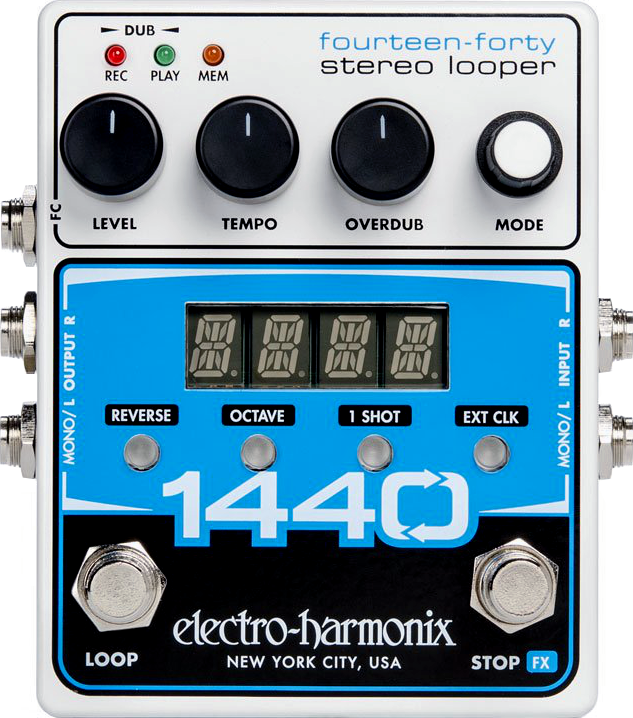 DUB
REC PLAY MEM
fourteen-forty
stereo looper
LEVEL TEMPO OVERDUB MODE
FC
MONO/ L OUTPUT R
MONO/ L INPUT R
REVERSE OCTAVE 1 SHOT EXT CLK
1440
electro-harmonix
NEW YORK CITY, USA
LOOP
STOP FX